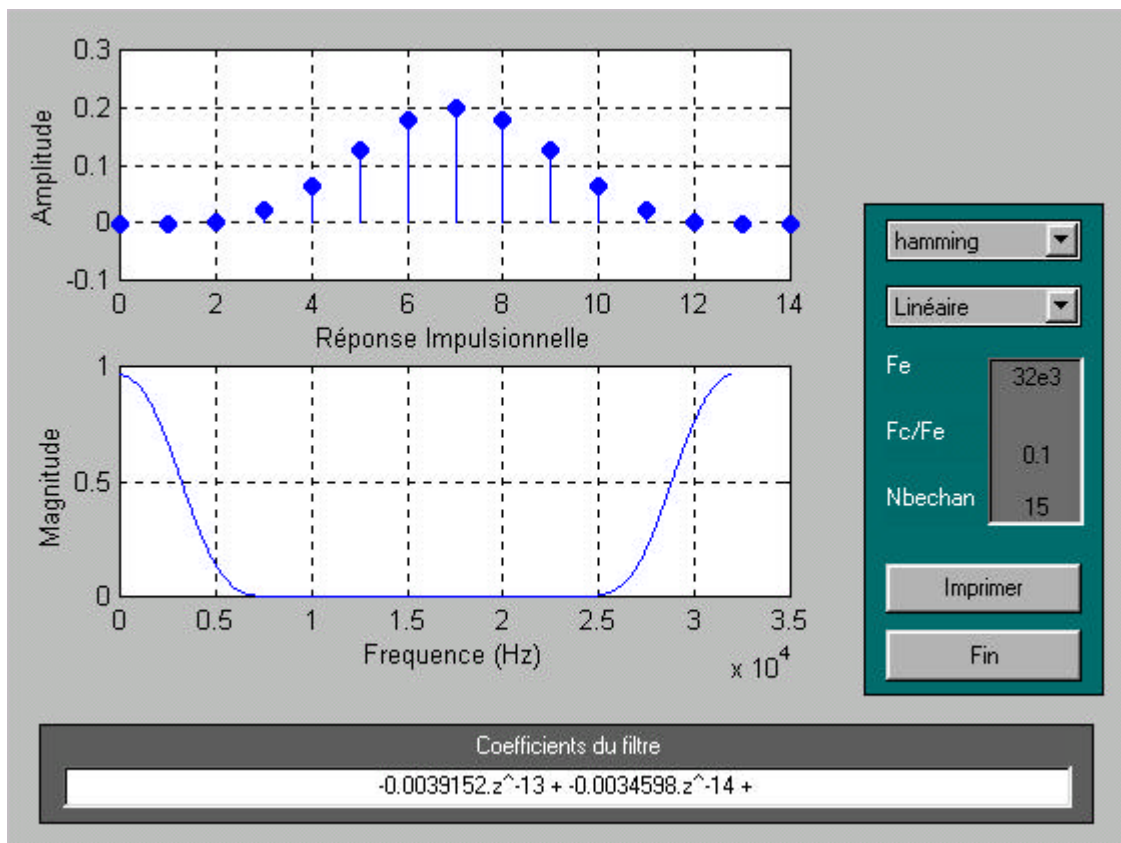 0.3
0.2
0.1
0
-0.1
Amplitude
0 2 4 6 8 10 12 14
Réponse Impulsionnelle
1
0.5
0
Magnitude
0 0.5 1 1.5 2 2.5 3 3.5
Frequence (Hz)
x 10^4
hamming
Linéaire
Fe 32e3
Fc/Fe 0.1
Nbechan 15
Imprimer
Fin
Coefficients du filtre
-0.0039152.z^-13 + -0.0034598.z^-14 +